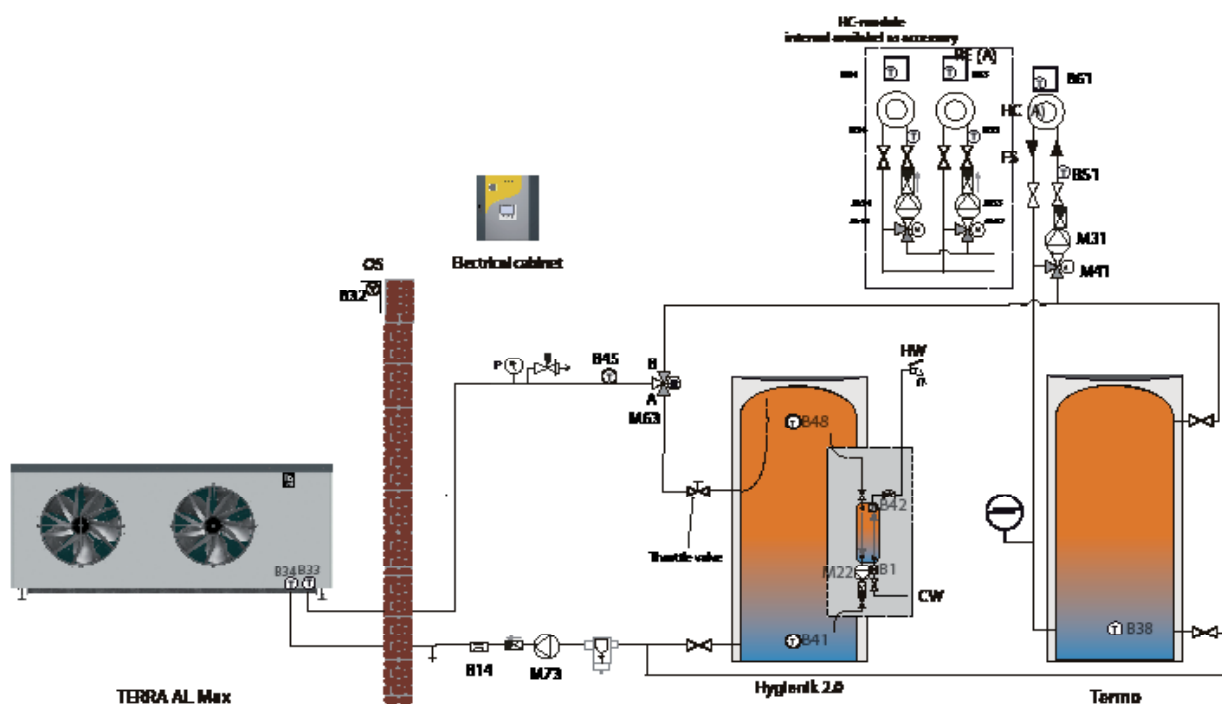 HC-module
internal availabel as accessory
RE (A)
B61
HC (A)
FS
B51
M31
M41
Electrical cabinet
OS
B32
P
B45
B
A
M63
HW
B48
B42
Throttle valve
M22
B1
CW
B34
B33
B41
B38
B14
M73
TERRA AL Max
Hygienik 2.0
Termo